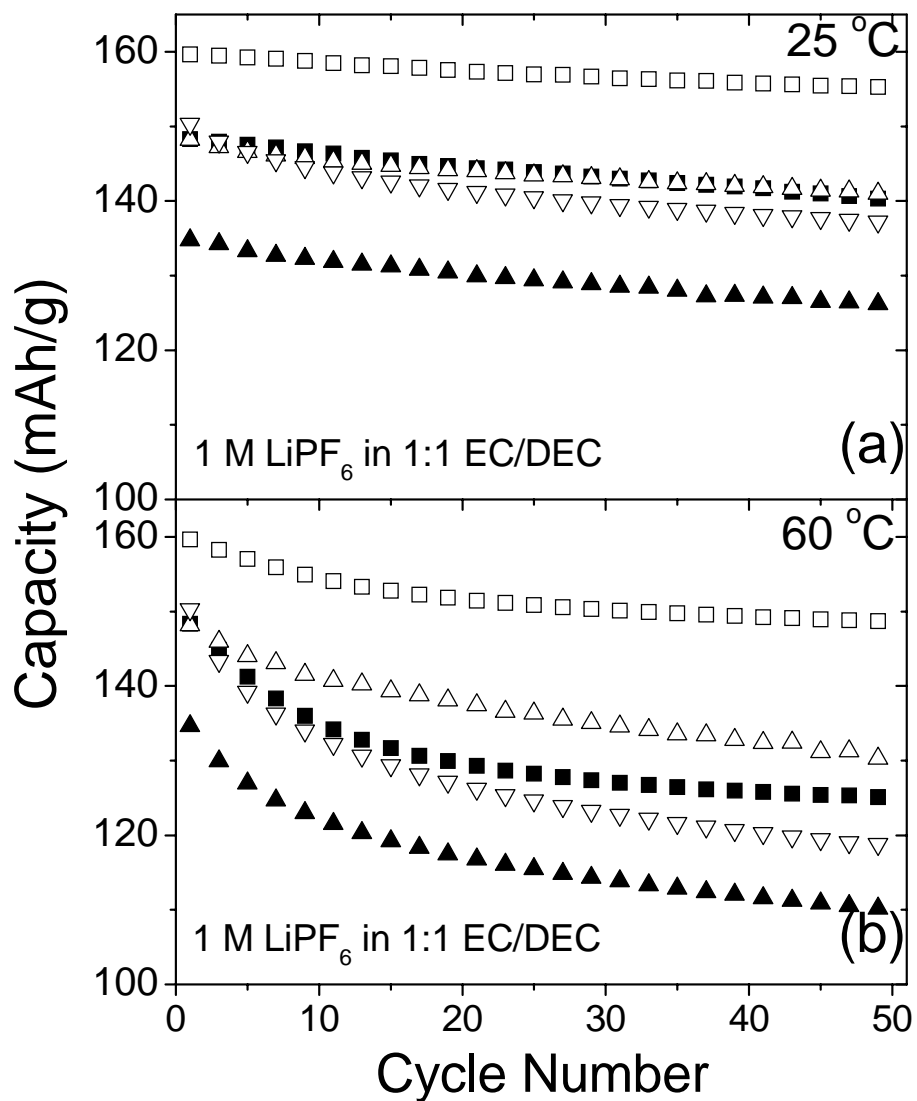 Capacity (mAh/g)
160
140
120
100
25 °C
1 M LiPF₆ in 1:1 EC/DEC
(a)
160
140
120
100
60 °C
1 M LiPF₆ in 1:1 EC/DEC
(b)
0 10 20 30 40 50
Cycle Number